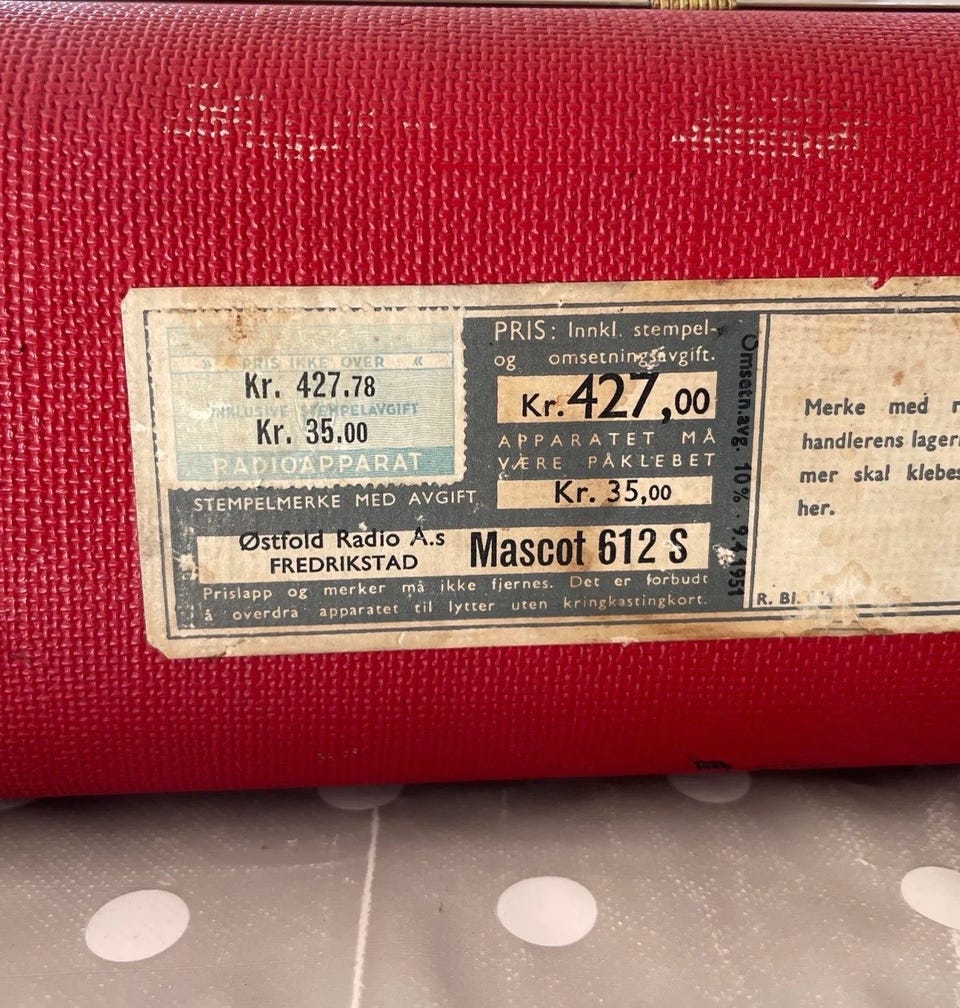 » PRIS IKKE OVER «
Kr. 427.78
INKLUSIVE STEMPELAVGIFT
Kr. 35.00
RADIOAPPARAT
STEMPELMERKE MED AVGIFT
PRIS: Innkl. stempel-
og omsetningsavgift.
Kr. 427,00
APPARATET MÅ
VÆRE PÅKLEBET
Kr. 35,00
Østfold Radio A.s
FREDRIKSTAD
Mascot 612 S
Prislapp og merker må ikke fjernes. Det er forbudt
å overdra apparatet til lytter uten kringkastingkort.
Omsetn.avg. 10% - 9.4.1951
Merke med
handlerens
mer skal
her.
R.